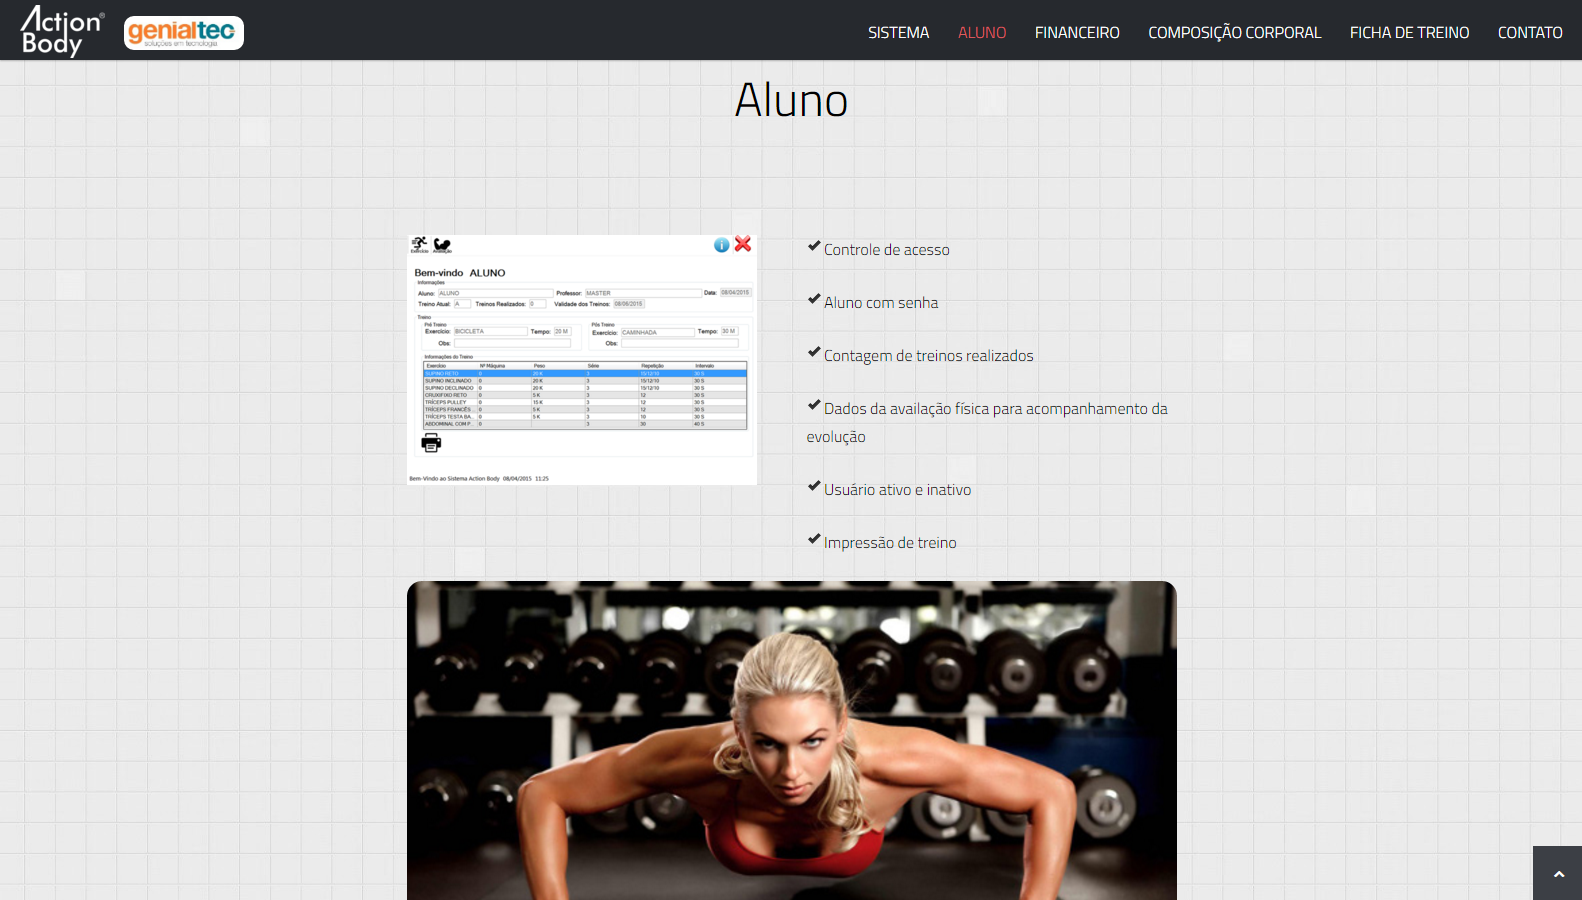 Action® Body
genialtec
soluções em tecnologia
SISTEMA ALUNO FINANCEIRO COMPOSIÇÃO CORPORAL FICHA DE TREINO CONTATO
Aluno
Exercício Avaliação
Bem-vindo ALUNO
Informações
Aluno: ALUNO Professor: MASTER Data: 08/04/2015
Treino Atual: A Treinos Realizados: 0 Validade dos Treinos: 08/08/2015
Treino
Pré Treino Pós Treino
Exercício: BICICLETA Tempo: 20 M Exercício: CAMINHADA Tempo: 30 M
Obs: Obs:
Informações do Treino
Exercício Nº Máquina Peso Série Repetição Intervalo
SUPINO RETO 0 20 K 3 15/12/10 30 S
SUPINO INCLINADO 0 20 K 3 15/12/10 30 S
SUPINO DECLINADO 0 20 K 3 15/12/10 30 S
CRUXIFIXO RETO 0 5 K 3 12 30 S
TRÍCEPS PULLEY 0 15 K 3 12 30 S
TRÍCEPS FRANCÊS ... 0 5 K 3 12 30 S
TRÍCEPS TESTA BA... 0 5 K 3 10 30 S
ABDOMINAL COM P... 0 3 30 40 S
Bem-Vindo ao Sistema Action Body 08/04/2015 11:25
Controle de acesso
Aluno com senha
Contagem de treinos realizados
Dados da availação física para acompanhamento da
evolução
Usuário ativo e inativo
Impressão de treino